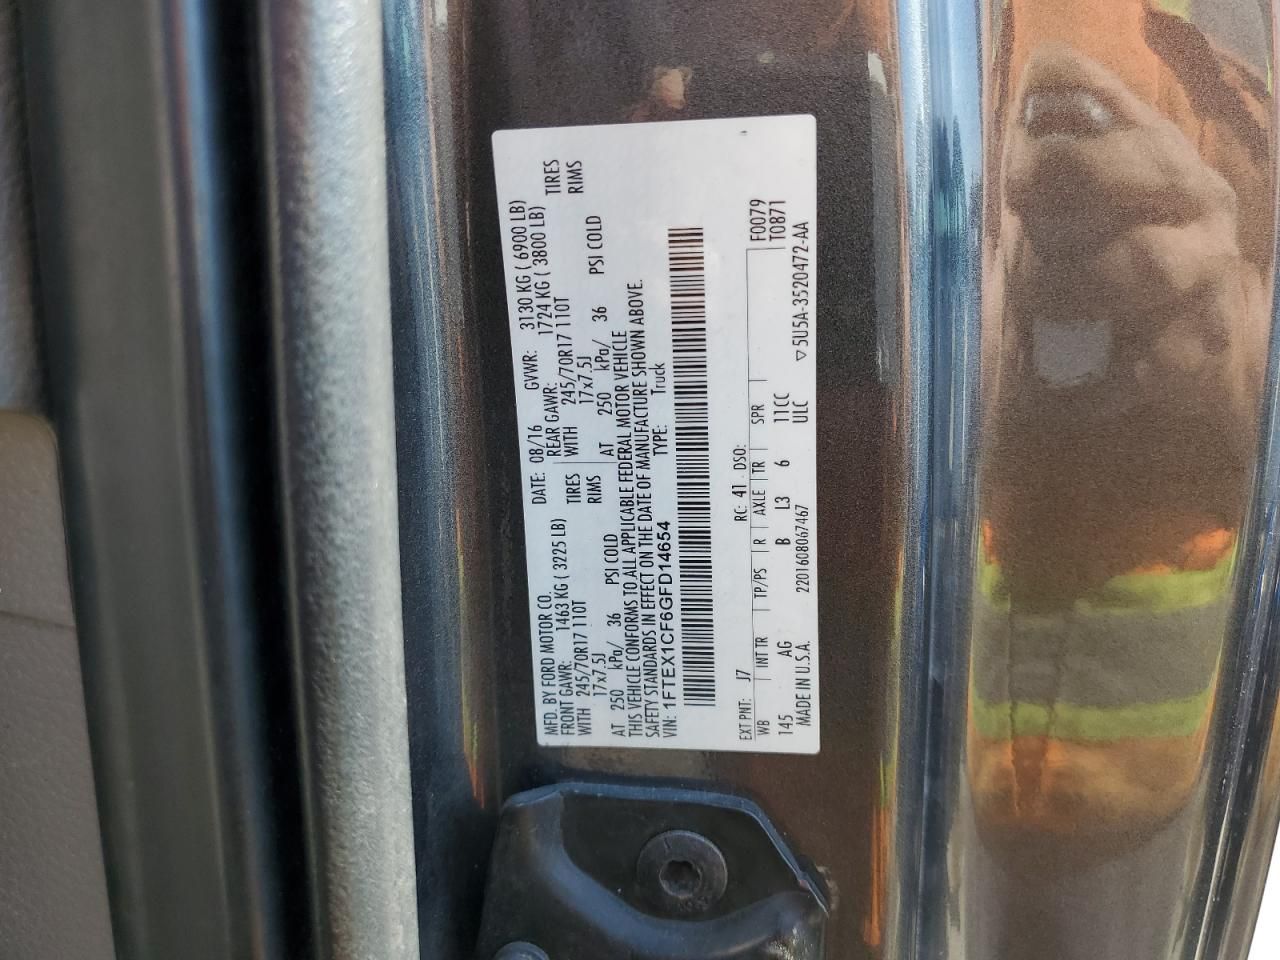 MFD. BY FORD MOTOR CO. DATE: 08/16 GVWR: 3130 KG ( 6900 LB)
FRONT GAWR: 1463 KG ( 3225 LB) REAR GAWR: 1724 KG ( 3800 LB)
WITH 245/70R17 110T TIRES WITH 245/70R17 110T TIRES
17x7.5J RIMS 17x7.5J RIMS
AT 250 kPa/ 36 PSI COLD AT 250 kPa/ 36 PSI COLD
THIS VEHICLE CONFORMS TO ALL APPLICABLE FEDERAL MOTOR VEHICLE
SAFETY STANDARDS IN EFFECT ON THE DATE OF MANUFACTURE SHOWN ABOVE.
VIN: 1FTEX1CF6GFD14654 TYPE: Truck
EXT PNT: J7 RC: 41 DSO: F0079
WB INT TR TP/PS R AXLE TR SPR T0871
145 AG B L3 6 11CC
MADE IN U.S.A. 2201608067467 ULC ▽5U5A-3520472-AA